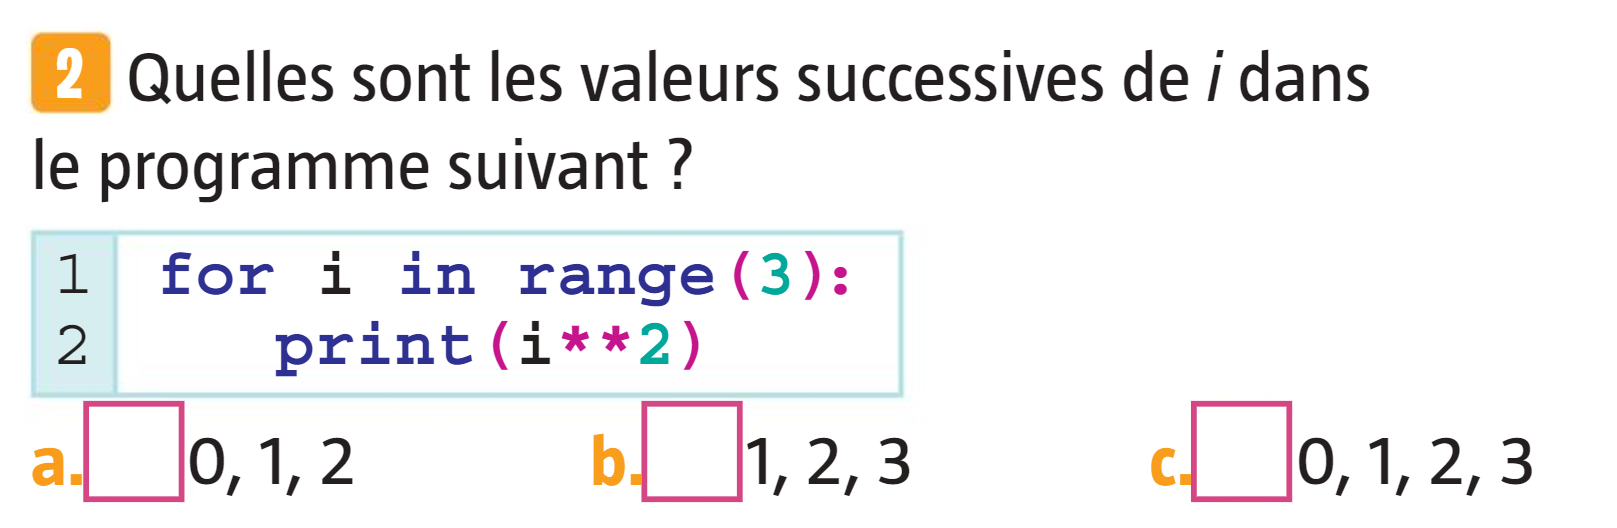 2 Quelles sont les valeurs successives de i dans
le programme suivant ?
1 for i in range(3):
2 print(i**2)
a. 0, 1, 2 b. 1, 2, 3 c. 0, 1, 2, 3